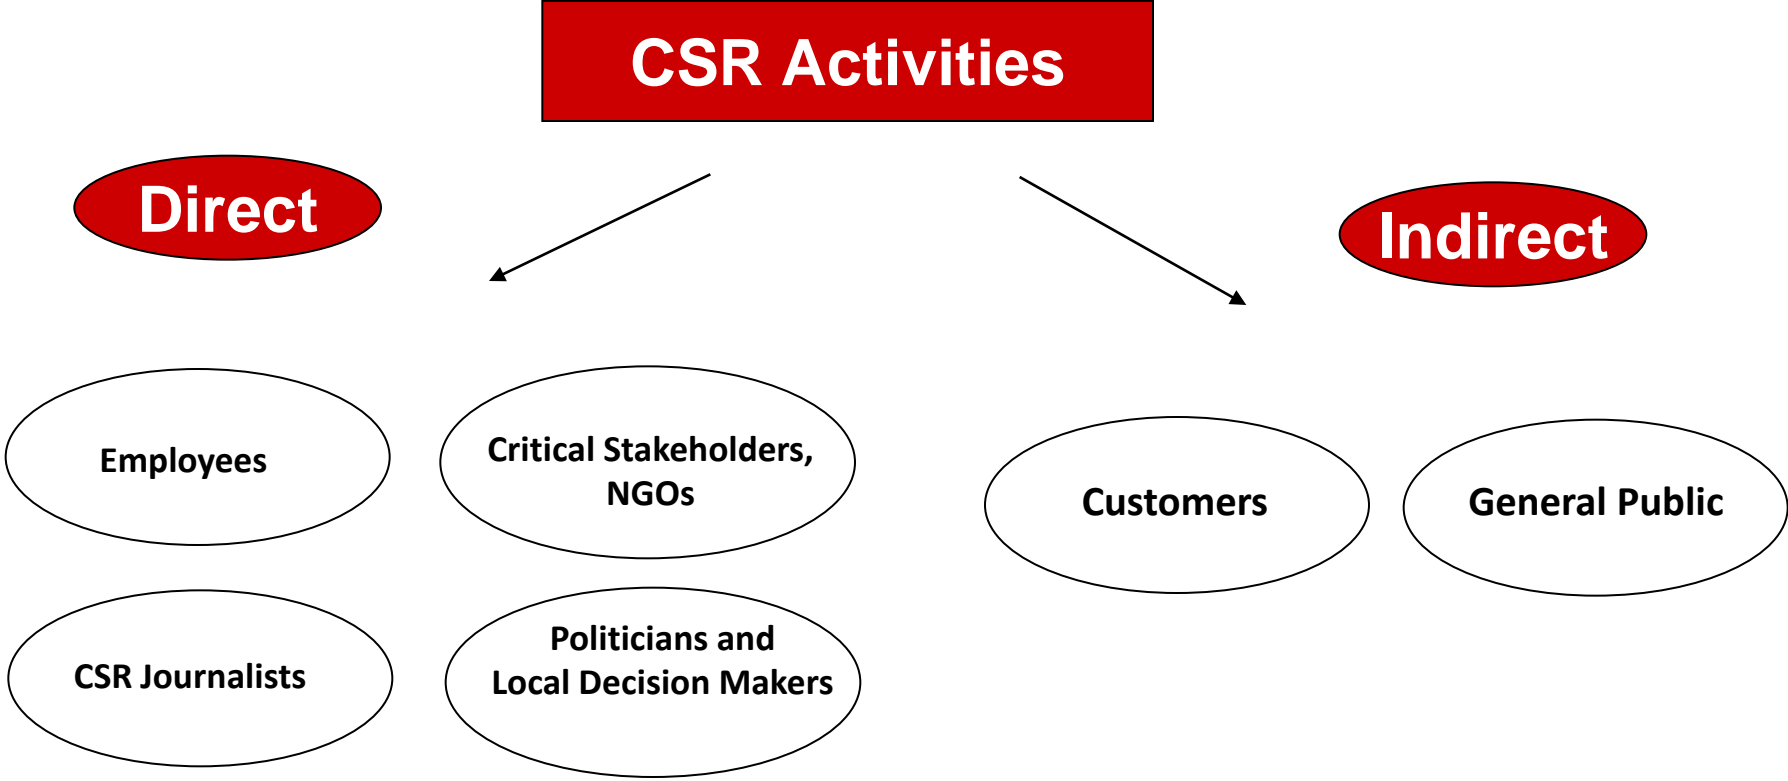 CSR Activities
Direct
Indirect
Employees
Critical Stakeholders,
NGOs
Customers
General Public
CSR Journalists
Politicians and
Local Decision Makers